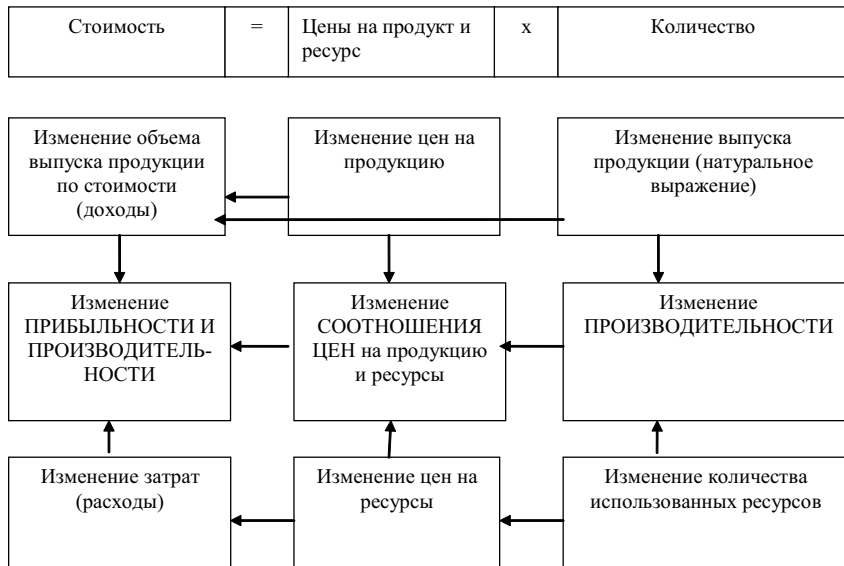 Стоимость
=
Цены на продукт и
ресурс
х
Количество
Изменение объема
выпуска продукции
по стоимости
(доходы)
Изменение цен на
продукцию
Изменение выпуска
продукции (натуральное
выражение)
Изменение
ПРИБЫЛЬНОСТИ И
ПРОИЗВОДИТЕЛЬ-
НОСТИ
Изменение
СООТНОШЕНИЯ
ЦЕН на продукцию
и ресурсы
Изменение
ПРОИЗВОДИТЕЛЬНОСТИ
Изменение затрат
(расходы)
Изменение цен на
ресурсы
Изменение количества
использованных ресурсов